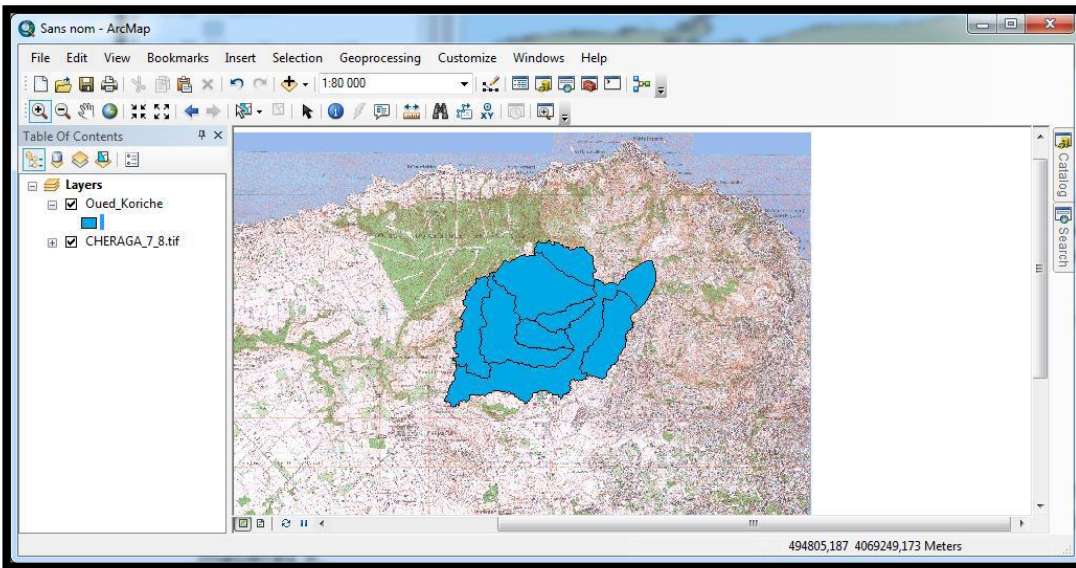 Sans nom - ArcMap
File Edit View Bookmarks Insert Selection Geoprocessing Customize Windows Help
1:80 000
Table Of Contents
Layers
Oued_Koriche
CHERAGA_7_8.tif
Catalog
Search
494805,187 4069249,173 Meters